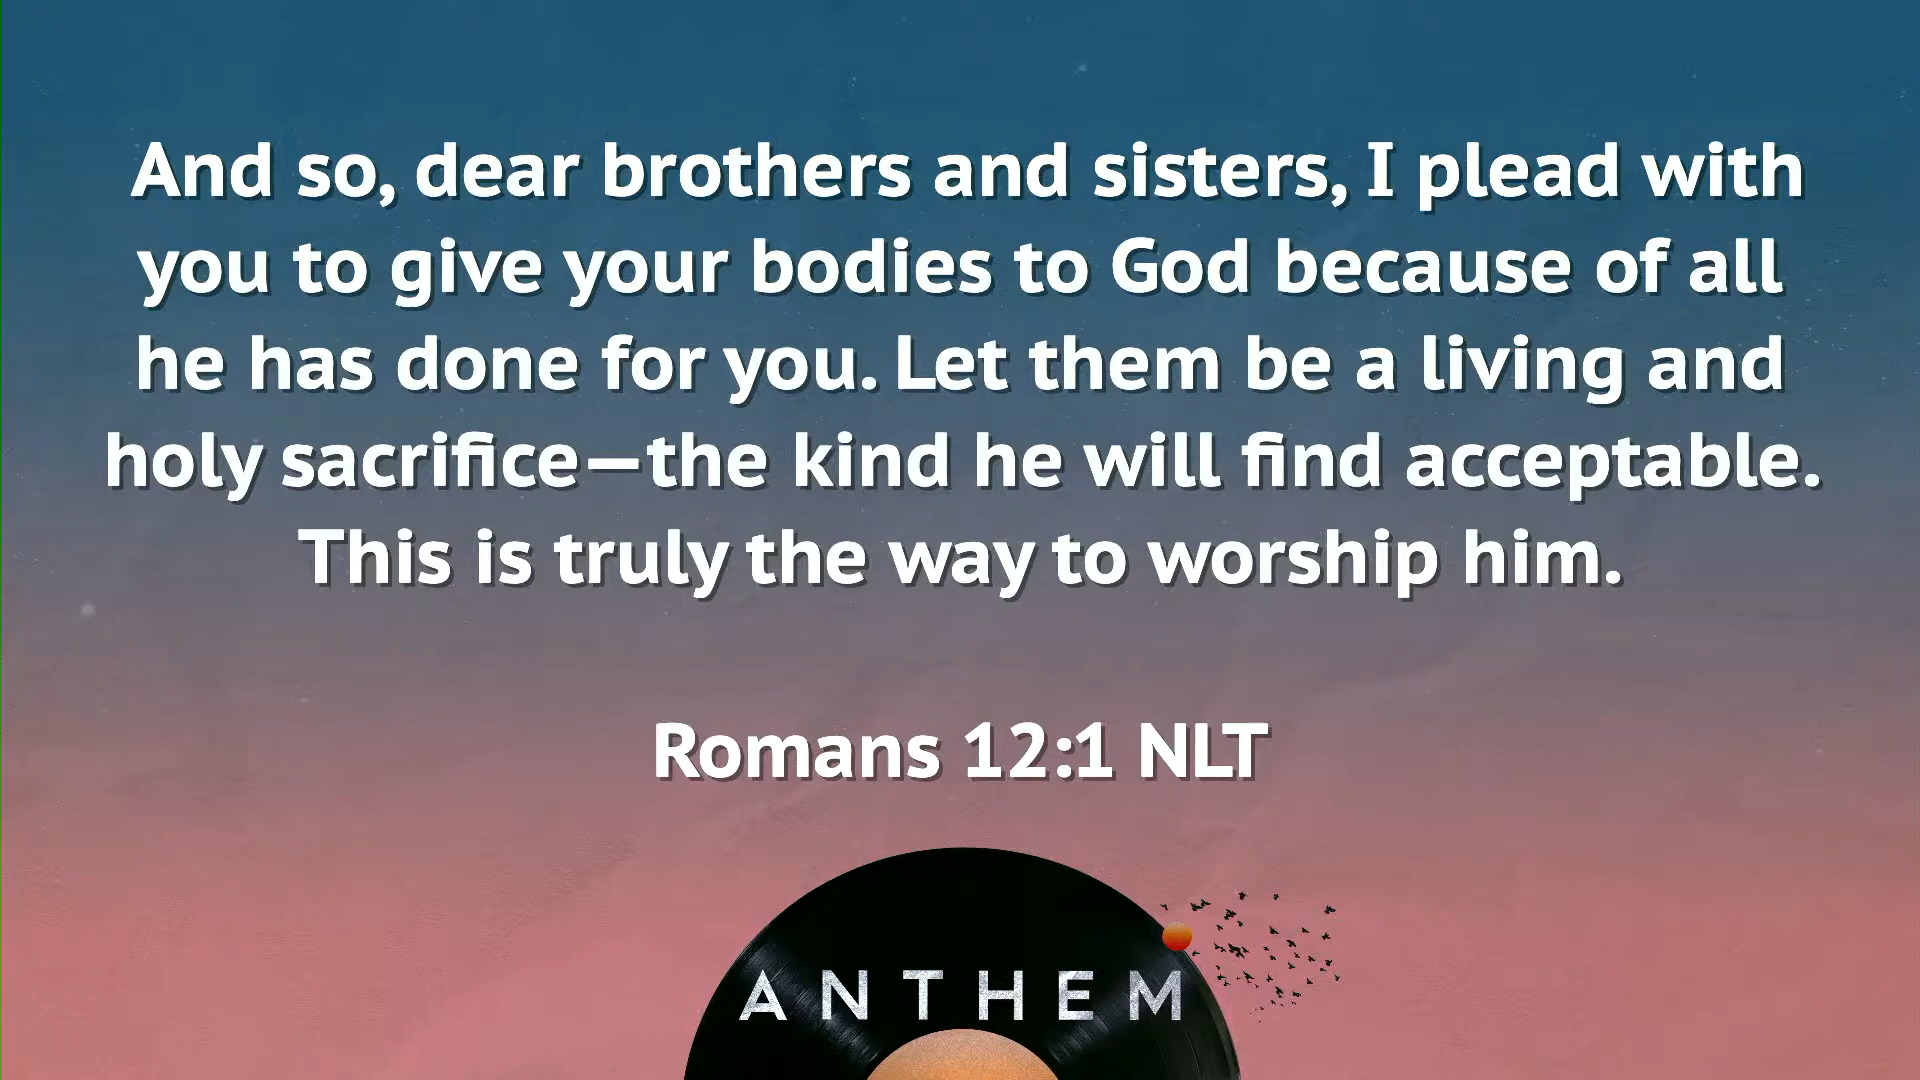 And so, dear brothers and sisters, I plead with
you to give your bodies to God because of all
he has done for you. Let them be a living and
holy sacrifice—the kind he will find acceptable.
This is truly the way to worship him.
Romans 12:1 NLT
ANTHEM